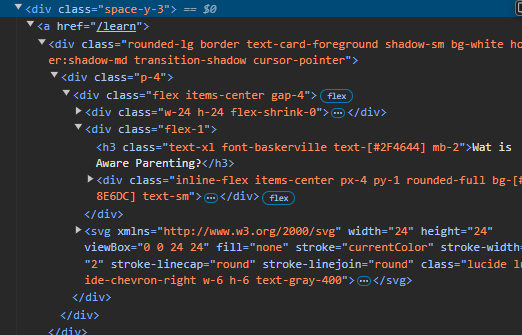 <div class="space-y-3"> == $0
<a href="/learn">
<div class="rounded-lg border text-card-foreground shadow-sm bg-white ho
er:shadow-md transition-shadow cursor-pointer">
<div class="p-4">
<div class="flex items-center gap-4"> flex
<div class="w-24 h-24 flex-shrink-0"> </div>
<div class="flex-1">
<h3 class="text-xl font-baskerville text-[#2F4644] mb-2">Wat is
Aware Parenting?</h3>
<div class="inline-flex items-center px-4 py-1 rounded-full bg-[#
8E6DC] text-sm"> </div> flex
</div>
<svg xmlns="http://www.w3.org/2000/svg" width="24" height="24"
viewBox="0 0 24 24" fill="none" stroke="currentColor" stroke-width=
"2" stroke-linecap="round" stroke-linejoin="round" class="lucide lu
ide-chevron-right w-6 h-6 text-gray-400"> </svg>
</div>
</div>
</div>